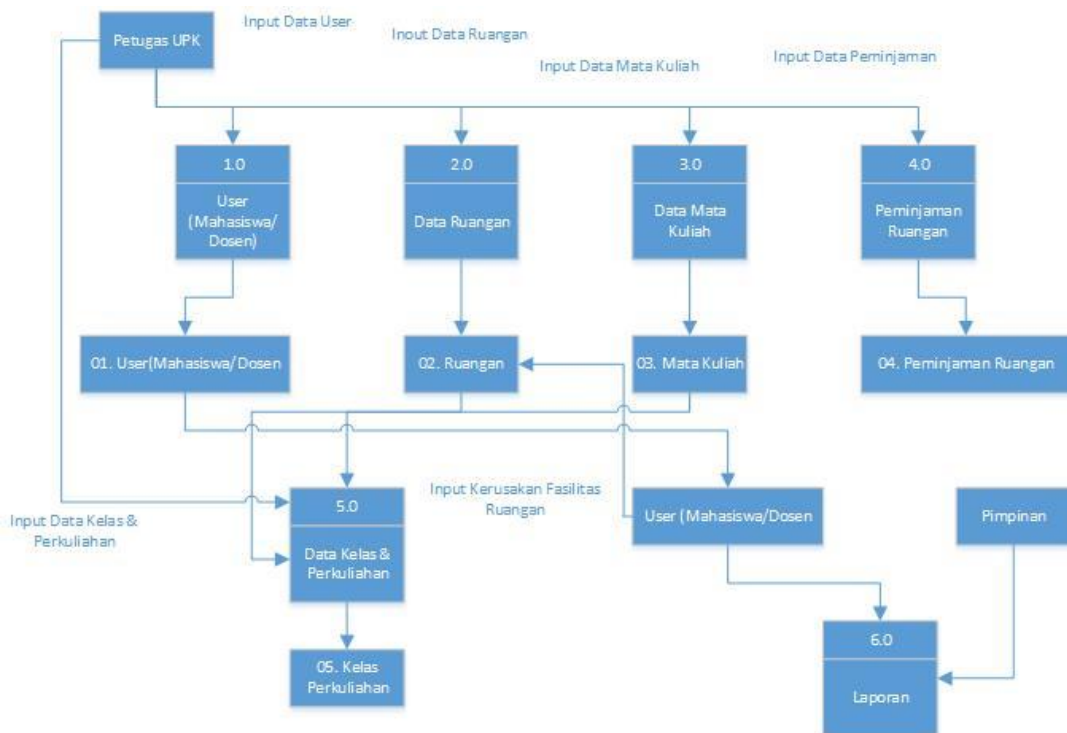 Input Data User
Petugas UPK
Inout Data Ruangan
Input Data Mata Kuliah
Input Data Peminjaman
1.0
User
(Mahasiswa/
Dosen)
2.0
Data Ruangan
3.0
Data Mata
Kuliah
4.0
Peminjaman
Ruangan
01. User(Mahasiswa/Dosen
02. Ruangan
03. Mata Kuliah
04. Peminjaman Ruangan
Input Data Kelas &
Perkuliahan
5.0
Data Kelas &
Perkuliahan
Input Kerusakan Fasilitas
Ruangan
User (Mahasiswa/Dosen
Pimpinan
05. Kelas
Perkuliahan
6.0
Laporan